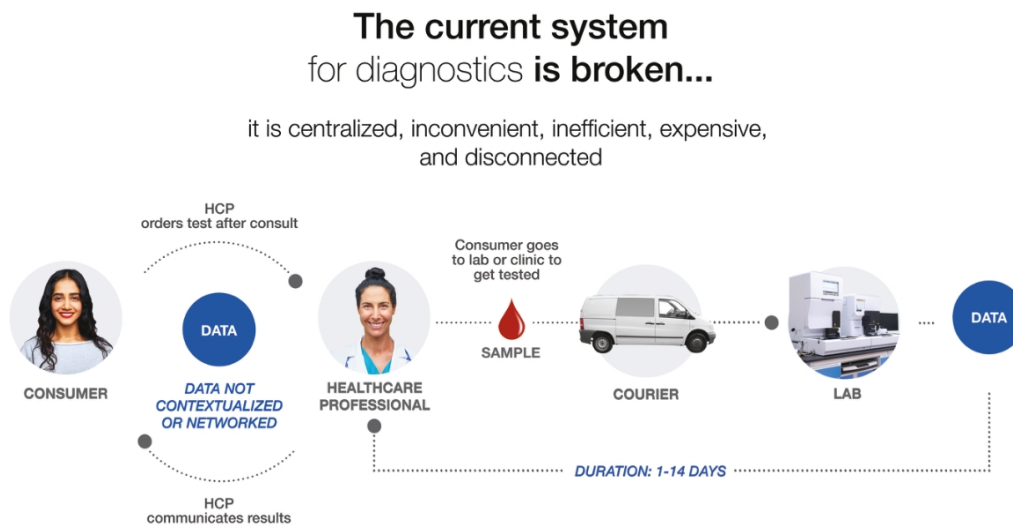 The current system
for diagnostics is broken...
it is centralized, inconvenient, inefficient, expensive,
and disconnected
HCP
orders test after consult
Consumer goes
to lab or clinic to
get tested
DATA
DATA
SAMPLE
CONSUMER
DATA NOT
CONTEXTUALIZED
OR NETWORKED
HEALTHCARE
PROFESSIONAL
COURIER
LAB
DURATION: 1-14 DAYS
HCP
communicates results